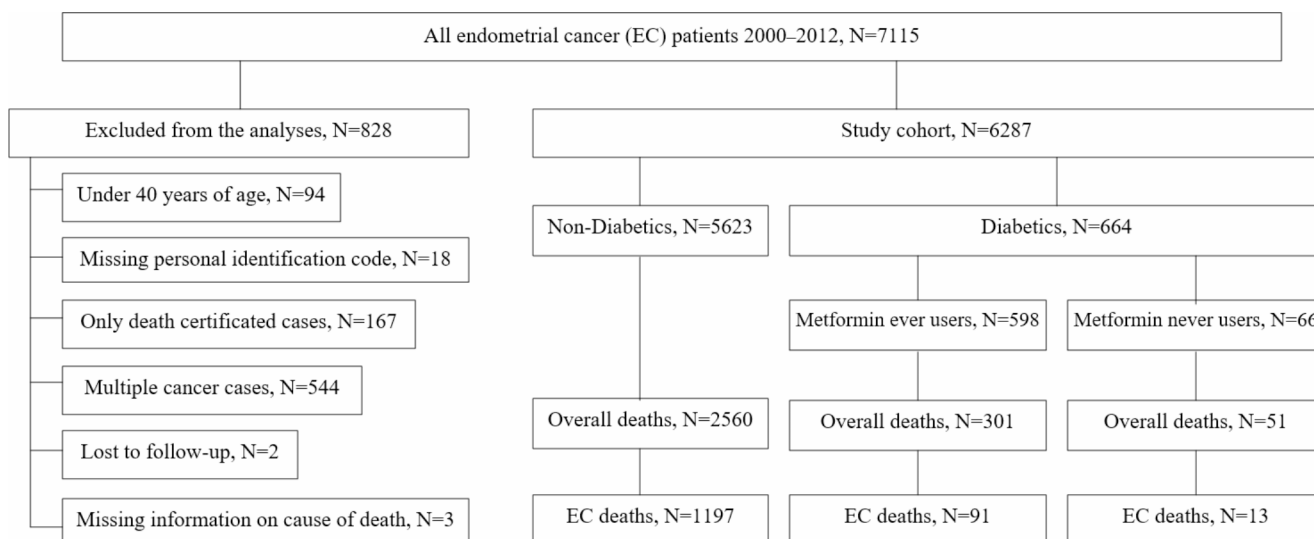 All endometrial cancer (EC) patients 2000–2012, N=7115
Excluded from the analyses, N=828
Study cohort, N=6287
Under 40 years of age, N=94
Missing personal identification code, N=18
Only death certificated cases, N=167
Multiple cancer cases, N=544
Lost to follow-up, N=2
Missing information on cause of death, N=3
Non-Diabetics, N=5623
Diabetics, N=664
Metformin ever users, N=598
Metformin never users, N=66
Overall deaths, N=2560
Overall deaths, N=301
Overall deaths, N=51
EC deaths, N=1197
EC deaths, N=91
EC deaths, N=13